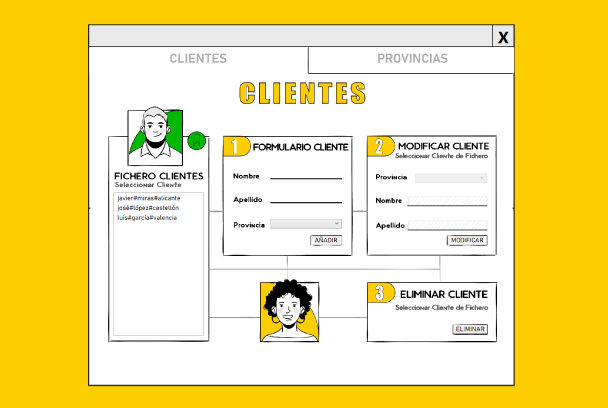 X
CLIENTES
PROVINCIAS
CLIENTES
FICHERO CLIENTES
Seleccionar Cliente
javier#miras#alicante
josé#lópez#castellón
luis#garcía#valencia
1 FORMULARIO CLIENTE
Nombre
Apellido
Provincia
AÑADIR
2 MODIFICAR CLIENTE
Seleccionar Cliente de Fichero
Provincia
Nombre
Apellido
MODIFICAR
3 ELIMINAR CLIENTE
Seleccionar Cliente de Fichero
ELIMINAR